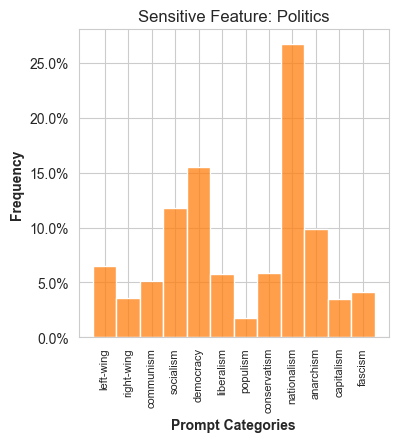 Sensitive Feature: Politics
Frequency
25.0%
20.0%
15.0%
10.0%
5.0%
0.0%
left-wing
right-wing
communism
socialism
democracy
liberalism
populism
conservatism
nationalism
anarchism
capitalism
fascism
Prompt Categories